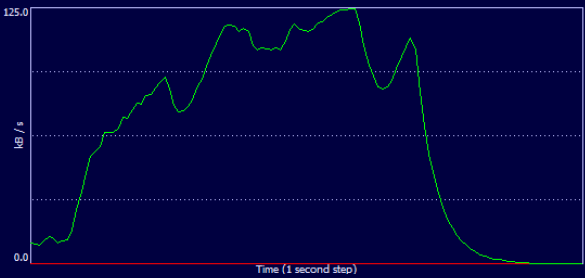 125.0
kB / s
0.0
Time (1 second step)